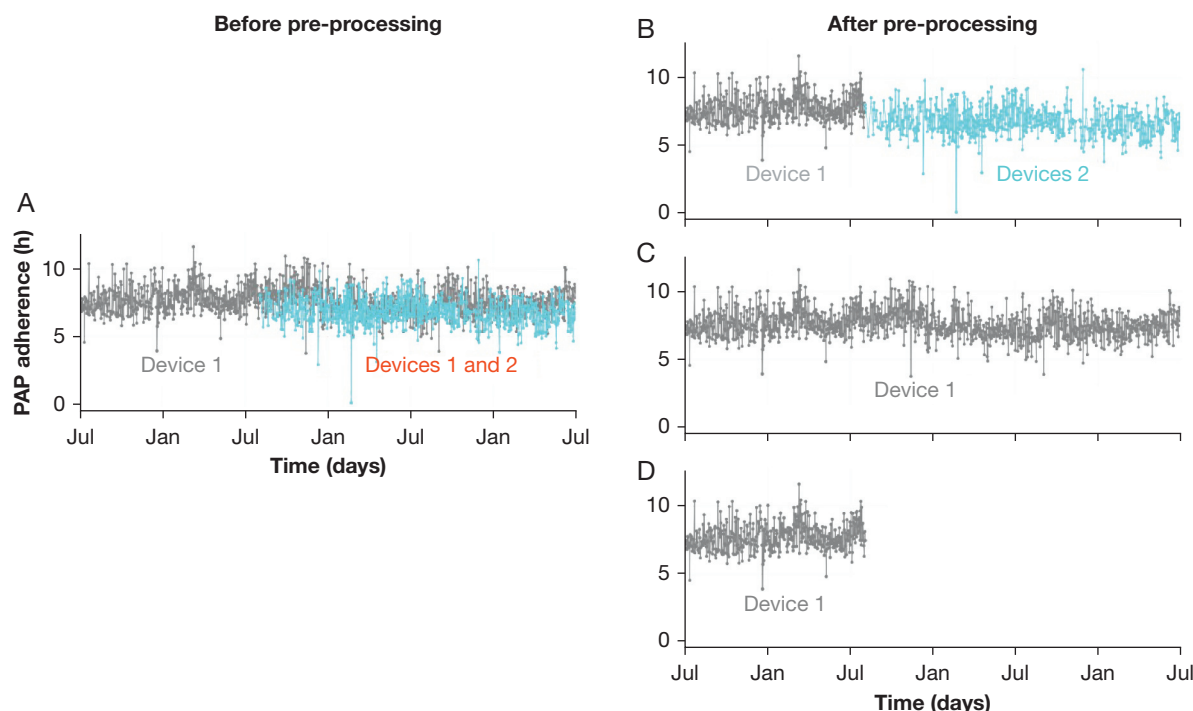 Before pre-processing
A
PAP adherence (h)
10
5
0
Device 1
Devices 1 and 2
Jul Jan Jul Jan Jul Jan Jul
Time (days)
After pre-processing
B
10
5
0
Device 1
Devices 2
C
10
5
0
Device 1
D
10
5
0
Device 1
Jul Jan Jul Jan Jul Jan Jul
Time (days)